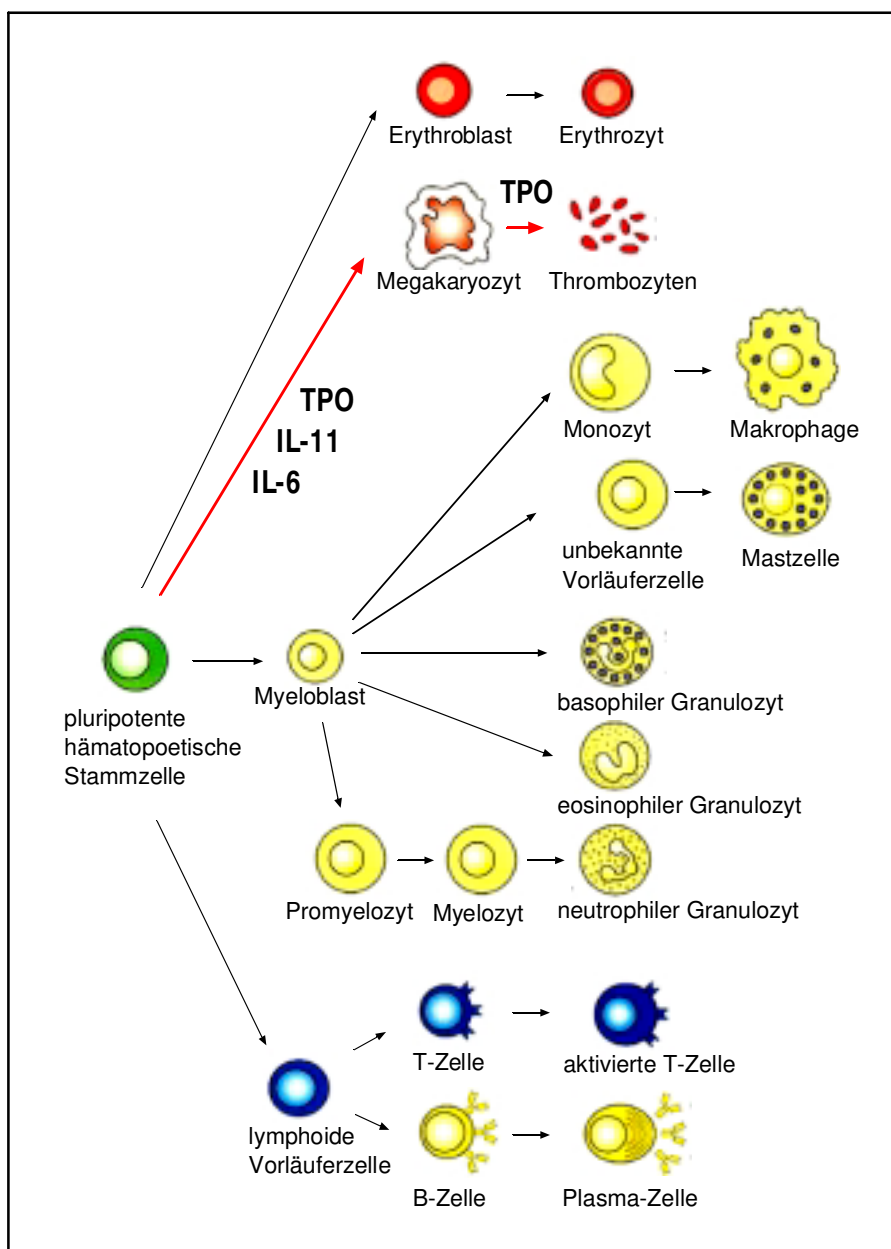 Erythroblast
Erythrozyt
TPO
Megakaryozyt
Thrombozyten
TPO
IL-11
IL-6
Monozyt
Makrophage
unbekannte
Vorläuferzelle
Mastzelle
pluripotente
hämatopoetische
Stammzelle
Myeloblast
basophiler Granulozyt
eosinophiler Granulozyt
Promyelozyt
Myelozyt
neutrophiler Granulozyt
T-Zelle
aktivierte T-Zelle
lymphoide
Vorläuferzelle
B-Zelle
Plasma-Zelle